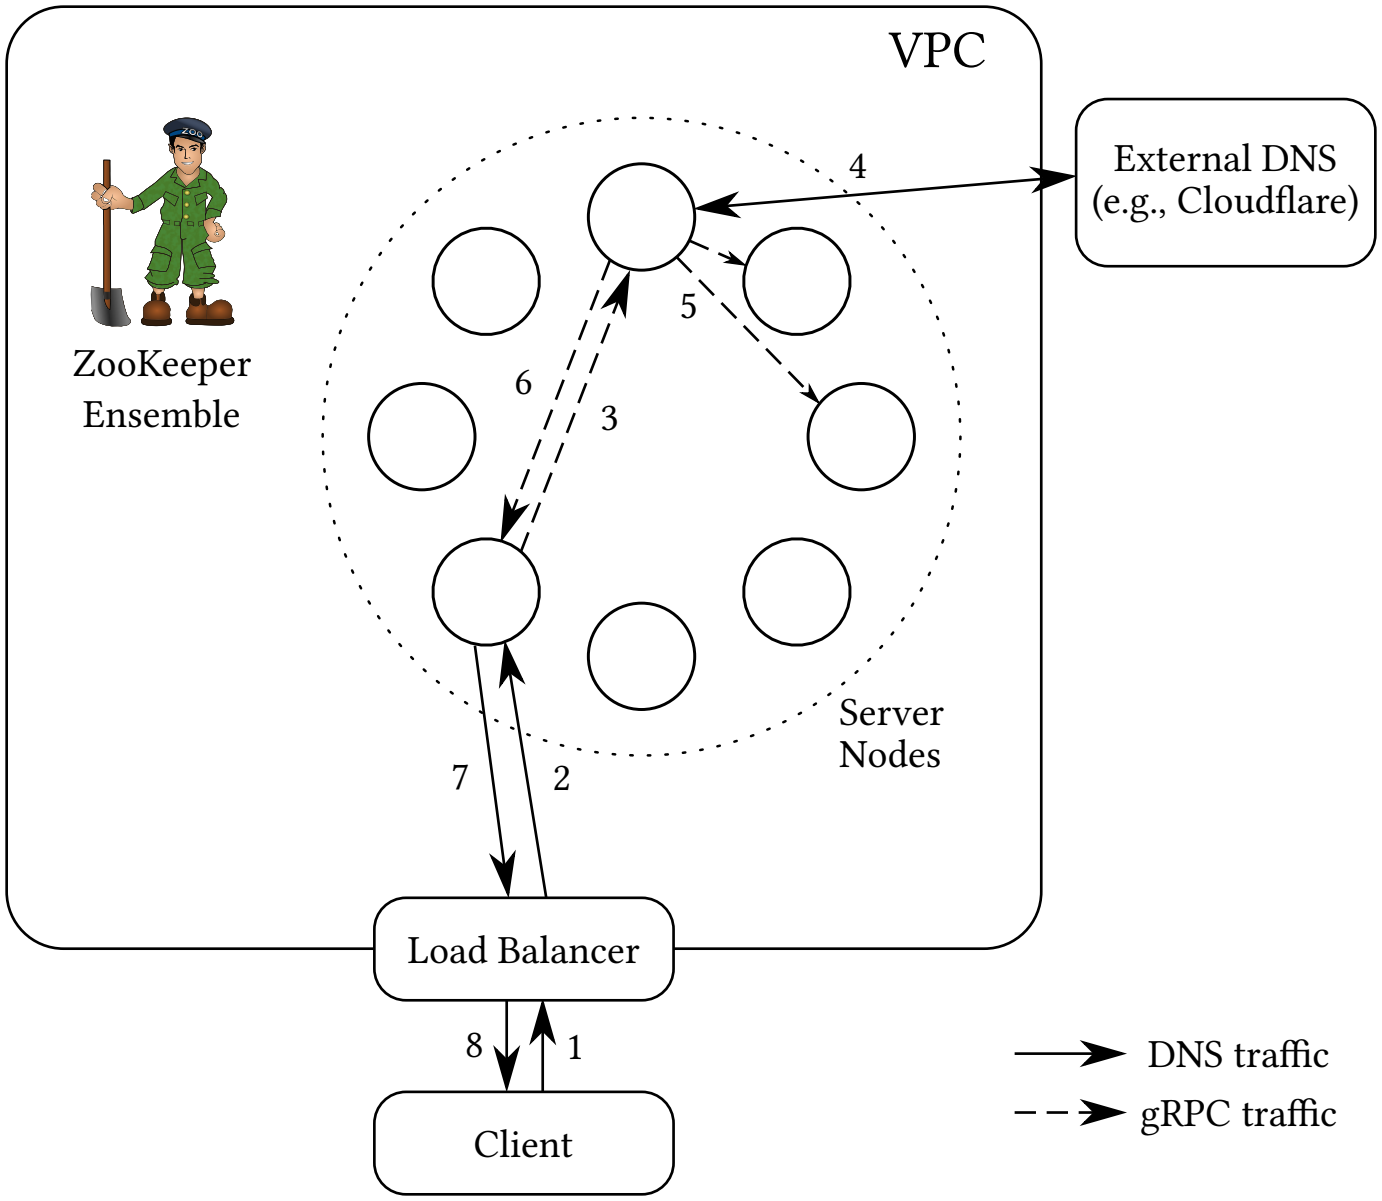 VPC
ZOO
External DNS
(e.g., Cloudflare)
4
5
ZooKeeper
Ensemble
6
3
Server
Nodes
7
2
Load Balancer
8
1
DNS traffic
gRPC traffic
Client